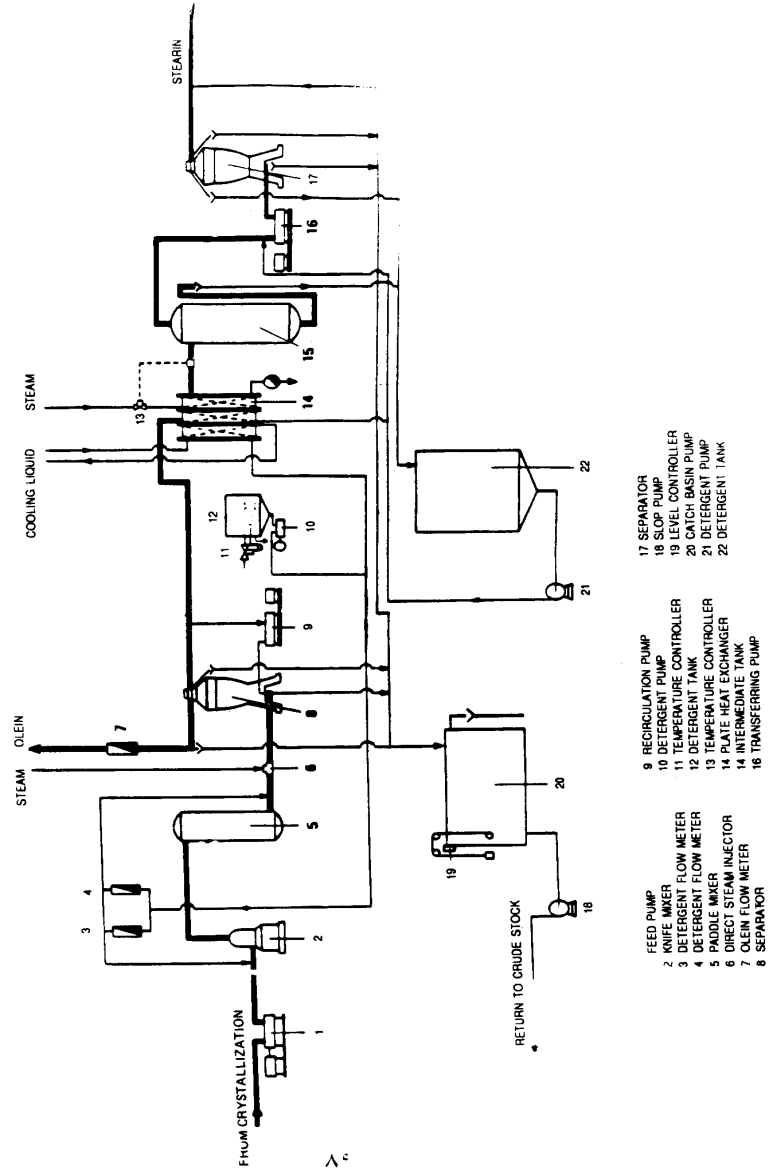 STEARIN
17
16
15
STEAM
13
14
COOLING LIQUID
12
11
10
9
8
OLEIN
7
STEAM
6
5
4
3
2
FROM CRYSTALLIZATION
1
22
21
20
19
18
RETURN TO CRUDE STOCK
FEED PUMP
2 KNIFE MIXER
3 DETERGENT FLOW METER
4 DETERGENT FLOW METER
5 PADDLE MIXER
6 DIRECT STEAM INJECTOR
7 OLEIN FLOW METER
8 SEPARATOR
9 RECIRCULATION PUMP
10 DETERGENT PUMP
11 TEMPERATURE CONTROLLER
12 DETERGENT TANK
13 TEMPERATURE CONTROLLER
14 PLATE HEAT EXCHANGER
14 INTERMEDIATE TANK
16 TRANSFERRING PUMP
17 SEPARATOR
18 SLOP PUMP
19 LEVEL CONTROLLER
20 CATCH BASIN PUMP
21 DETERGENT PUMP
22 DETERGENT TANK